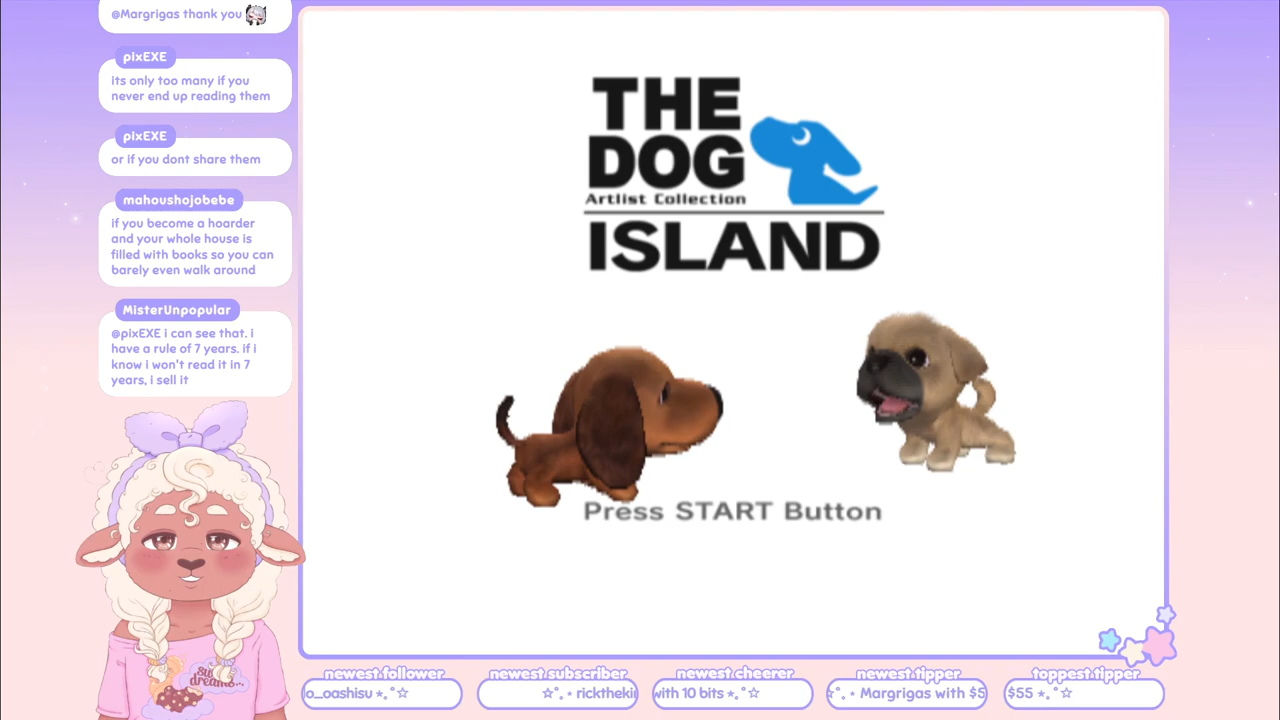 @Margrigas thank you
pixEXE
its only too many if you
never end up reading them
pixEXE
or if you dont share them
mahoushojobebe
if you become a hoarder
and your whole house is
filled with books so you can
barely even walk around
MisterUnpopular
@pixEXE i can see that. i
have a rule of 7 years. if i
know i won't read it in 7
years, i sell it
THE
DOG
Artlist Collection
ISLAND
Press START Button
dreams...
newest follower
o_oashisu ⋆.˚☆
newest subscriber
☆˚. ⋆ rickthekin
newest cheerer
with 10 bits ⋆.˚☆
newest tipper
☆˚. ⋆ Margrigas with $5
toppest tipper
$55 ⋆.˚☆